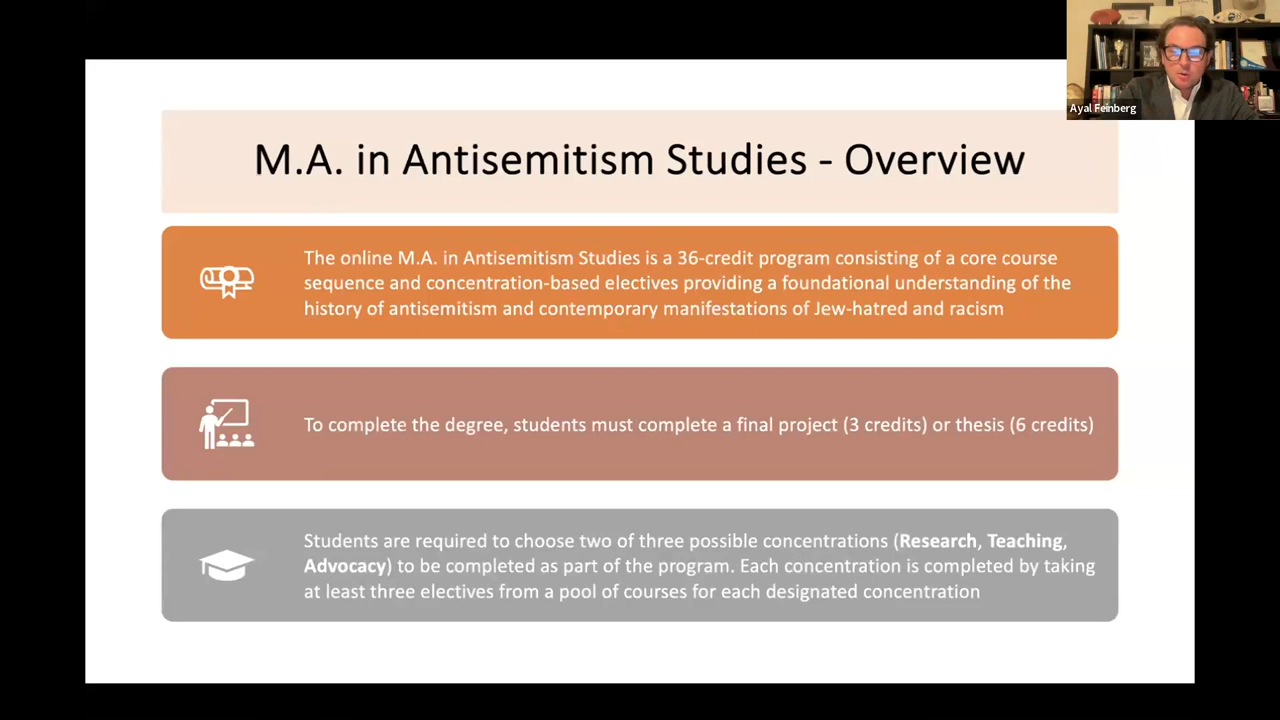 Ayal Feinberg
M.A. in Antisemitism Studies - Overview
The online M.A. in Antisemitism Studies is a 36-credit program consisting of a core course
sequence and concentration-based electives providing a foundational understanding of the
history of antisemitism and contemporary manifestations of Jew-hatred and racism
To complete the degree, students must complete a final project (3 credits) or thesis (6 credits)
Students are required to choose two of three possible concentrations (Research, Teaching,
Advocacy) to be completed as part of the program. Each concentration is completed by taking
at least three electives from a pool of courses for each designated concentration